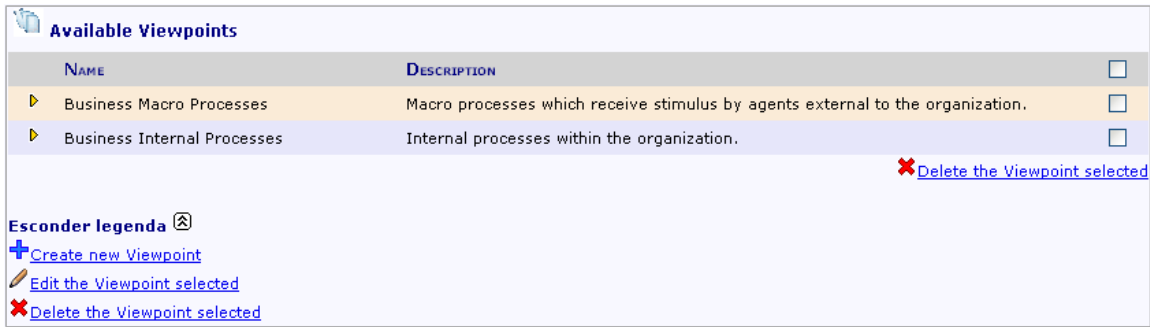 Available Viewpoints
Name Description
Business Macro Processes Macro processes which receive stimulus by agents external to the organization.
Business Internal Processes Internal processes within the organization.
Delete the Viewpoint selected
Esconder legenda
Create new Viewpoint
Edit the Viewpoint selected
Delete the Viewpoint selected